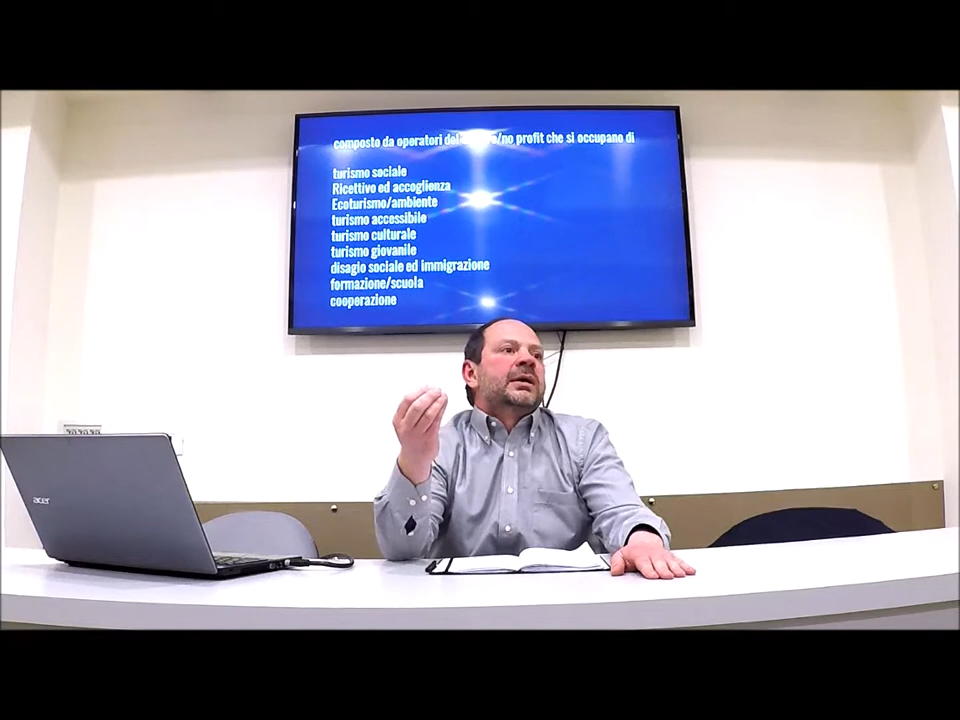 composto da operatori del /no profit che si occupano di
turismo sociale
Ricettivo ed accoglienza
Ecoturismo/ambiente
turismo accessibile
turismo culturale
turismo giovanile
disagio sociale ed immigrazione
formazione/scuola
cooperazione
acer